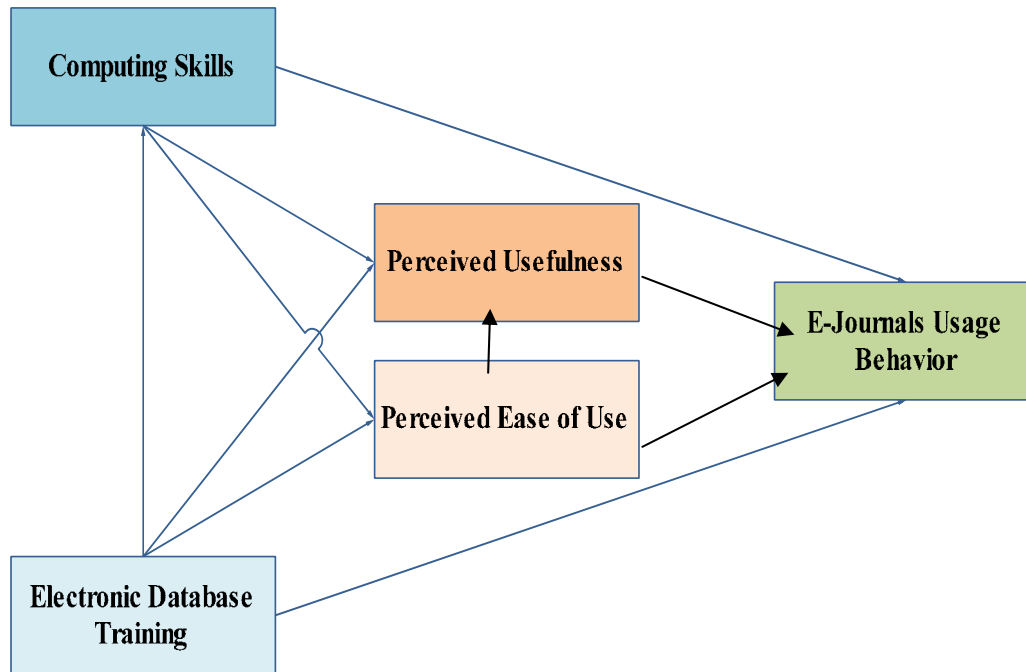 Computing Skills
Perceived Usefulness
E-Journals Usage
Behavior
Perceived Ease of Use
Electronic Database
Training